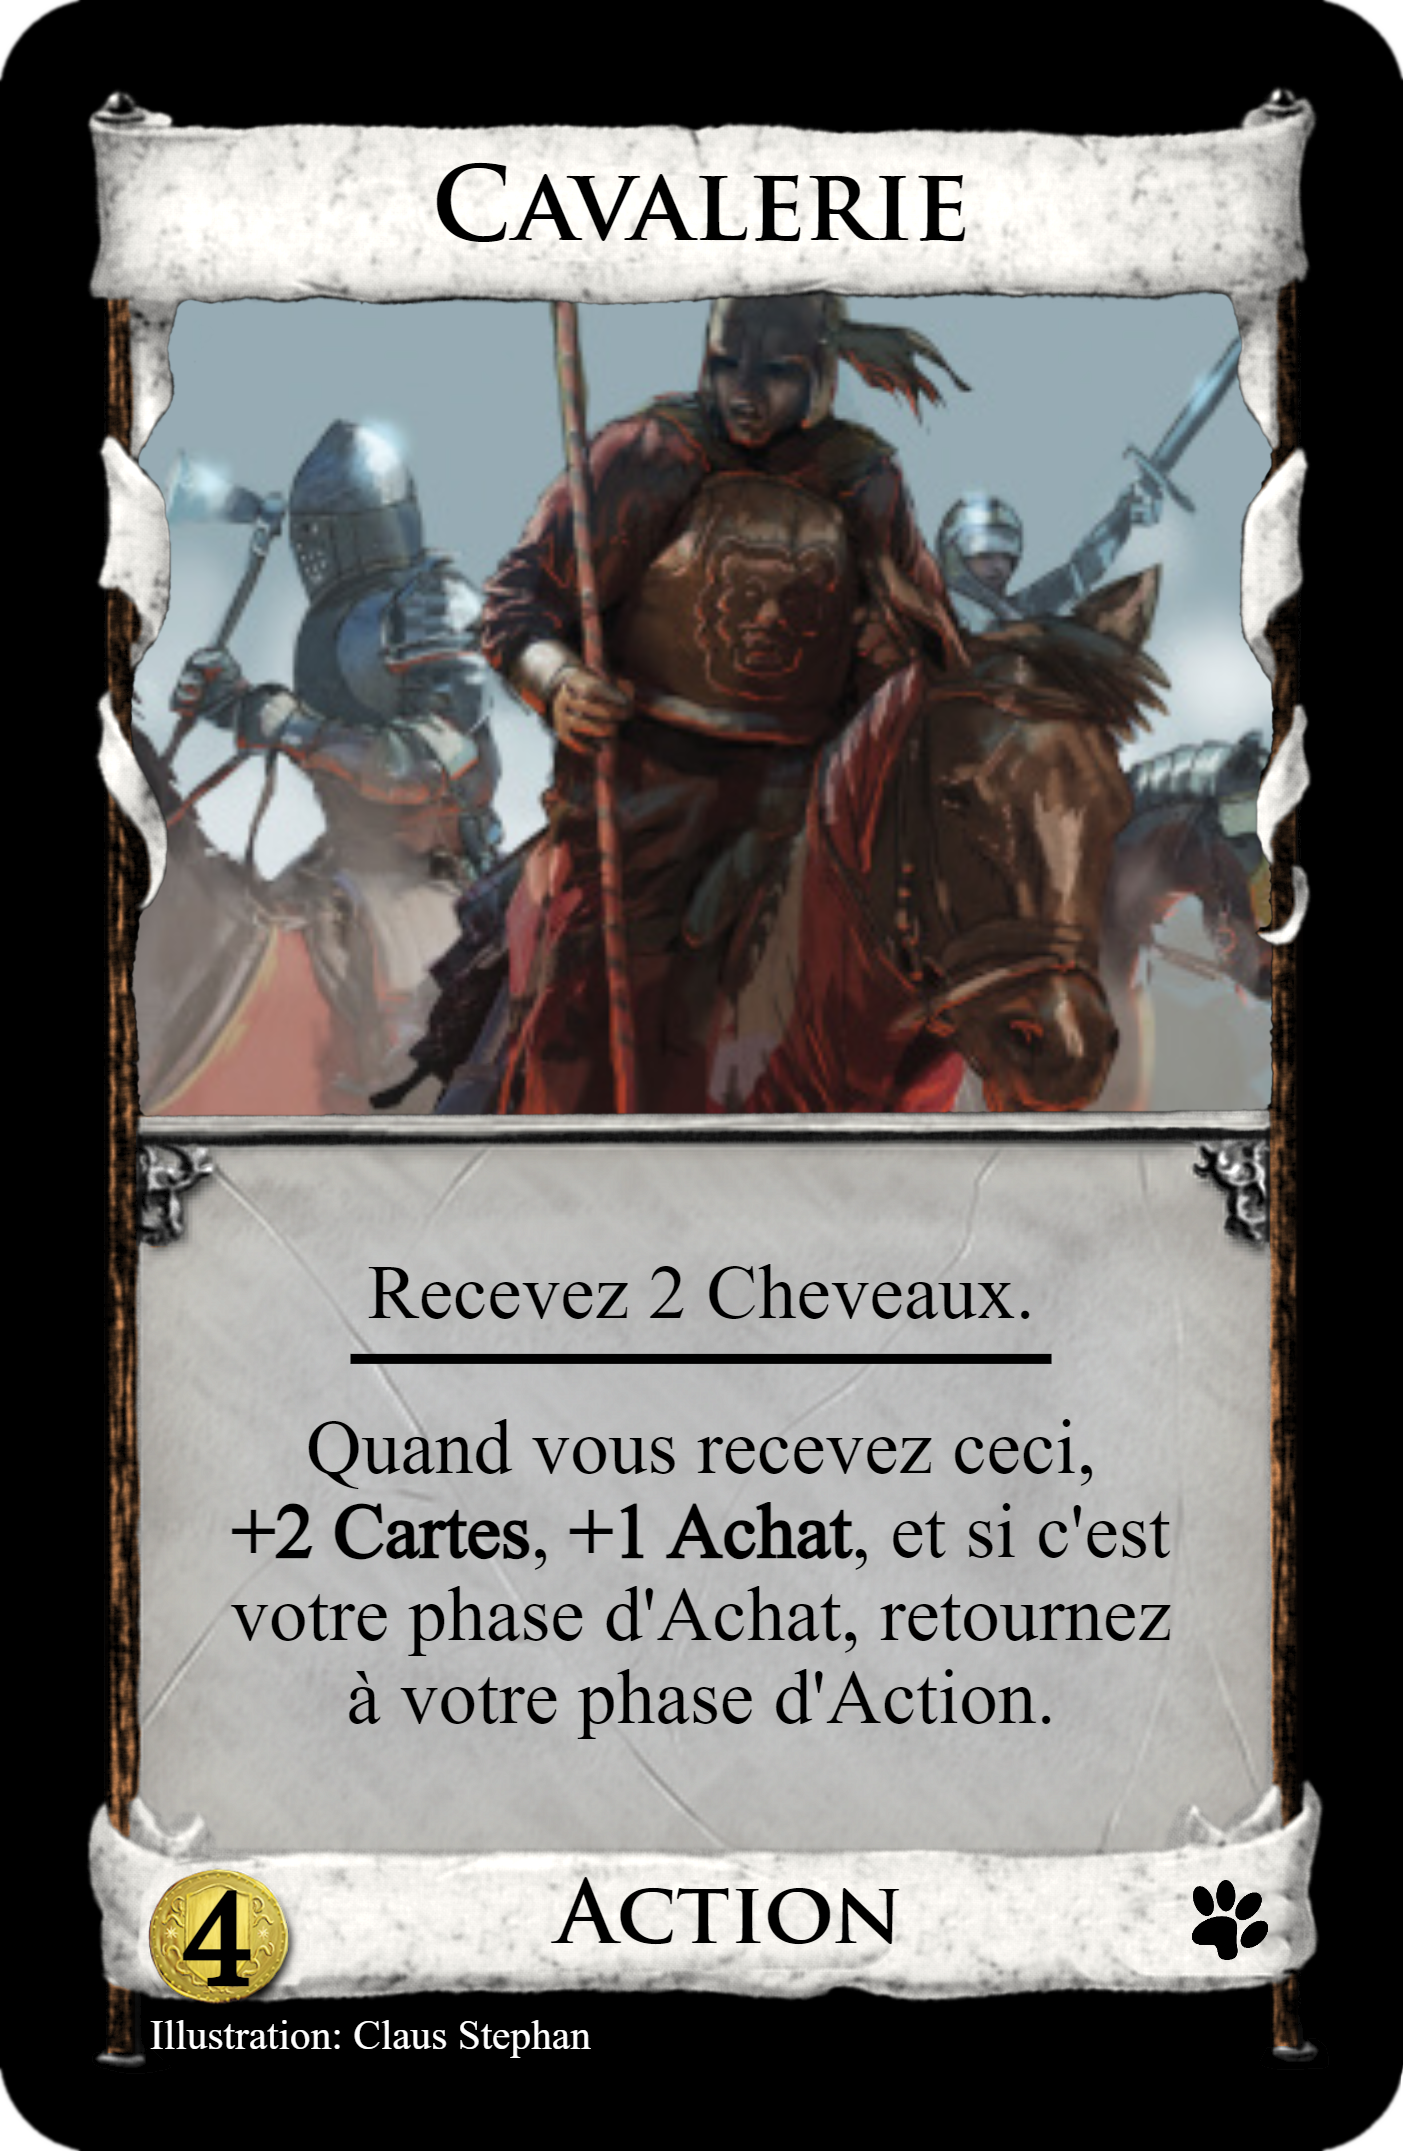 CAVALERIE
Recevez 2 Cheveaux.
Quand vous recevez ceci,
+2 Cartes, +1 Achat, et si c'est
votre phase d'Achat, retournez
à votre phase d'Action.
4
ACTION
Illustration: Claus Stephan